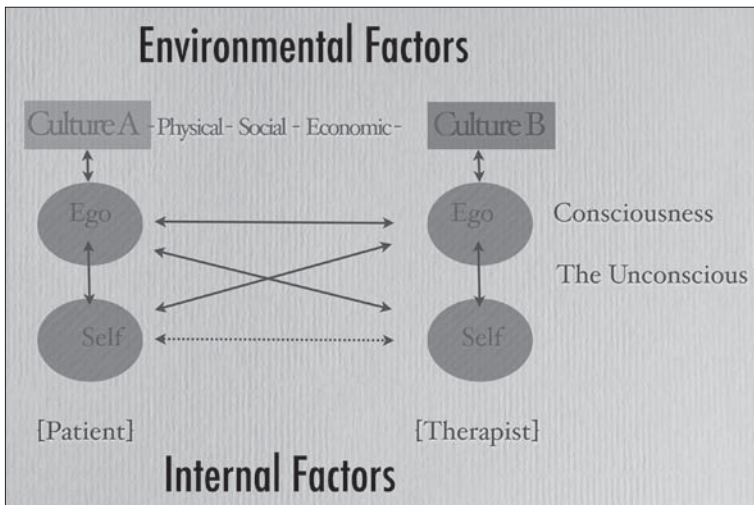 Environmental Factors
Culture A - Physical - Social - Economic - Culture B
Ego Ego Consciousness
The Unconscious
Self Self
[Patient] [Therapist]
Internal Factors